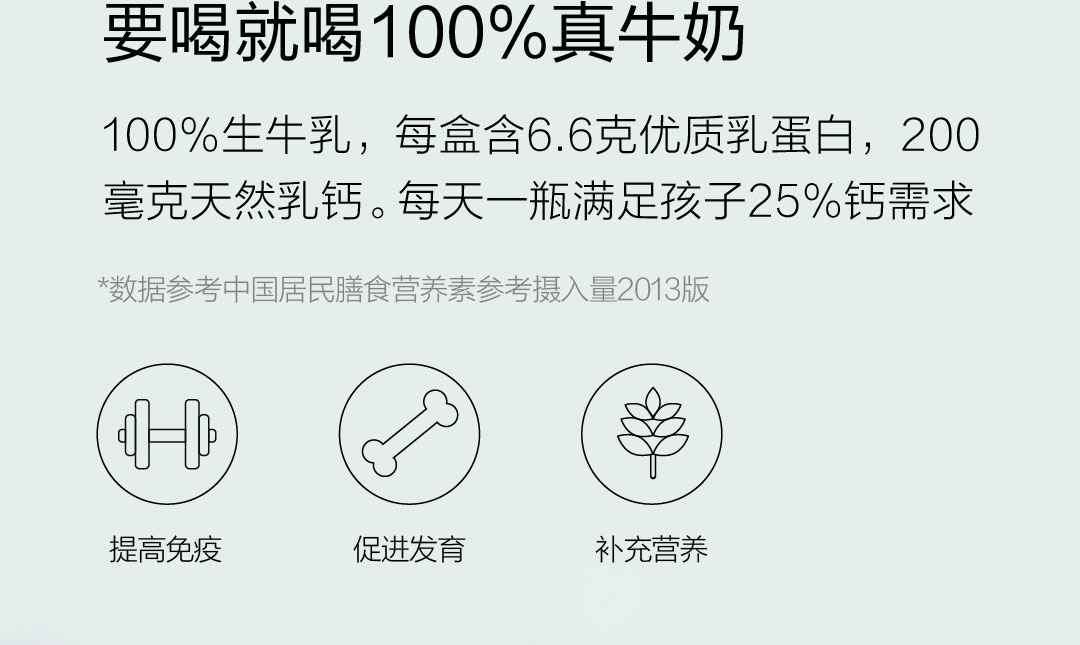 要喝就喝100%真牛奶
100%生牛乳，每盒含6.6克优质乳蛋白，200
毫克天然乳钙。每天一瓶满足孩子25%钙需求
*数据参考中国居民膳食营养素参考摄入量2013版
提高免疫 促进发育 补充营养